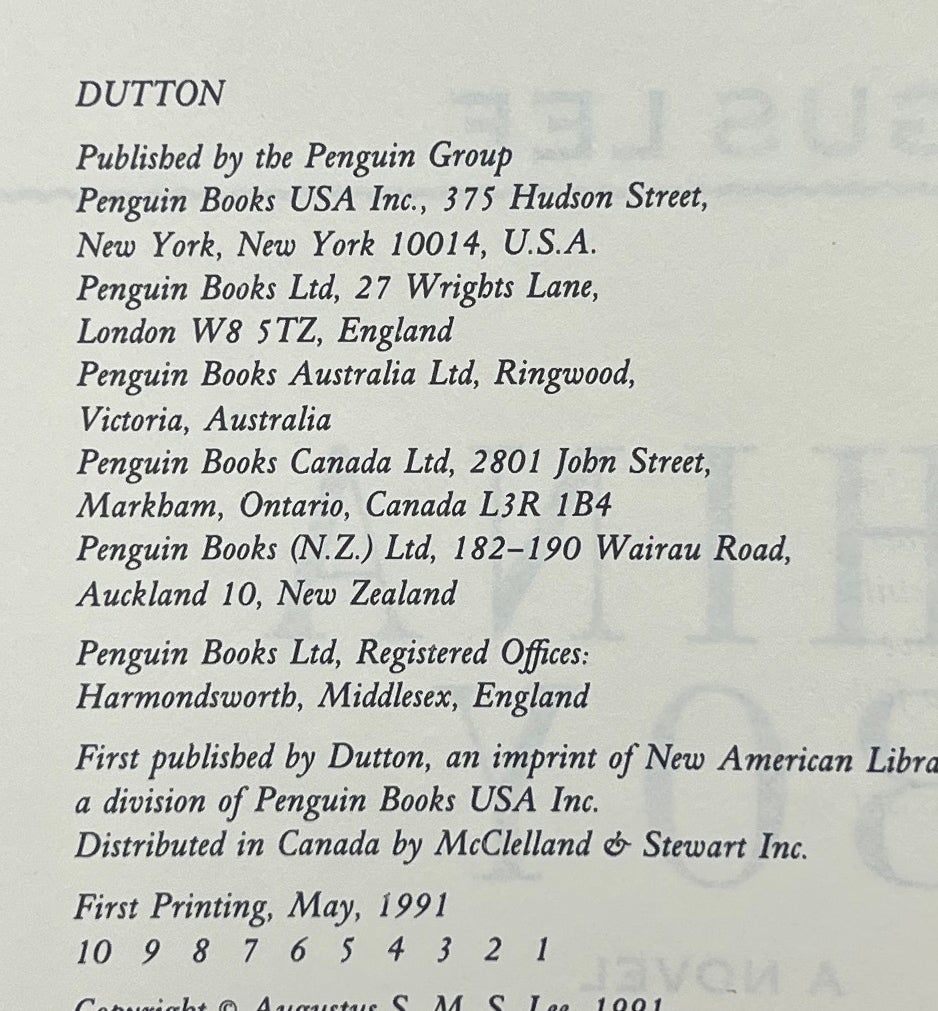 DUTTON
Published by the Penguin Group
Penguin Books USA Inc., 375 Hudson Street,
New York, New York 10014, U.S.A.
Penguin Books Ltd, 27 Wrights Lane,
London W8 5TZ, England
Penguin Books Australia Ltd, Ringwood,
Victoria, Australia
Penguin Books Canada Ltd, 2801 John Street,
Markham, Ontario, Canada L3R 1B4
Penguin Books (N.Z.) Ltd, 182–190 Wairau Road,
Auckland 10, New Zealand
Penguin Books Ltd, Registered Offices:
Harmondsworth, Middlesex, England
First published by Dutton, an imprint of New American Libra
a division of Penguin Books USA Inc.
Distributed in Canada by McClelland & Stewart Inc.
First Printing, May, 1991
10 9 8 7 6 5 4 3 2 1
Copyright © Augustus S. M. S. Lee, 1991